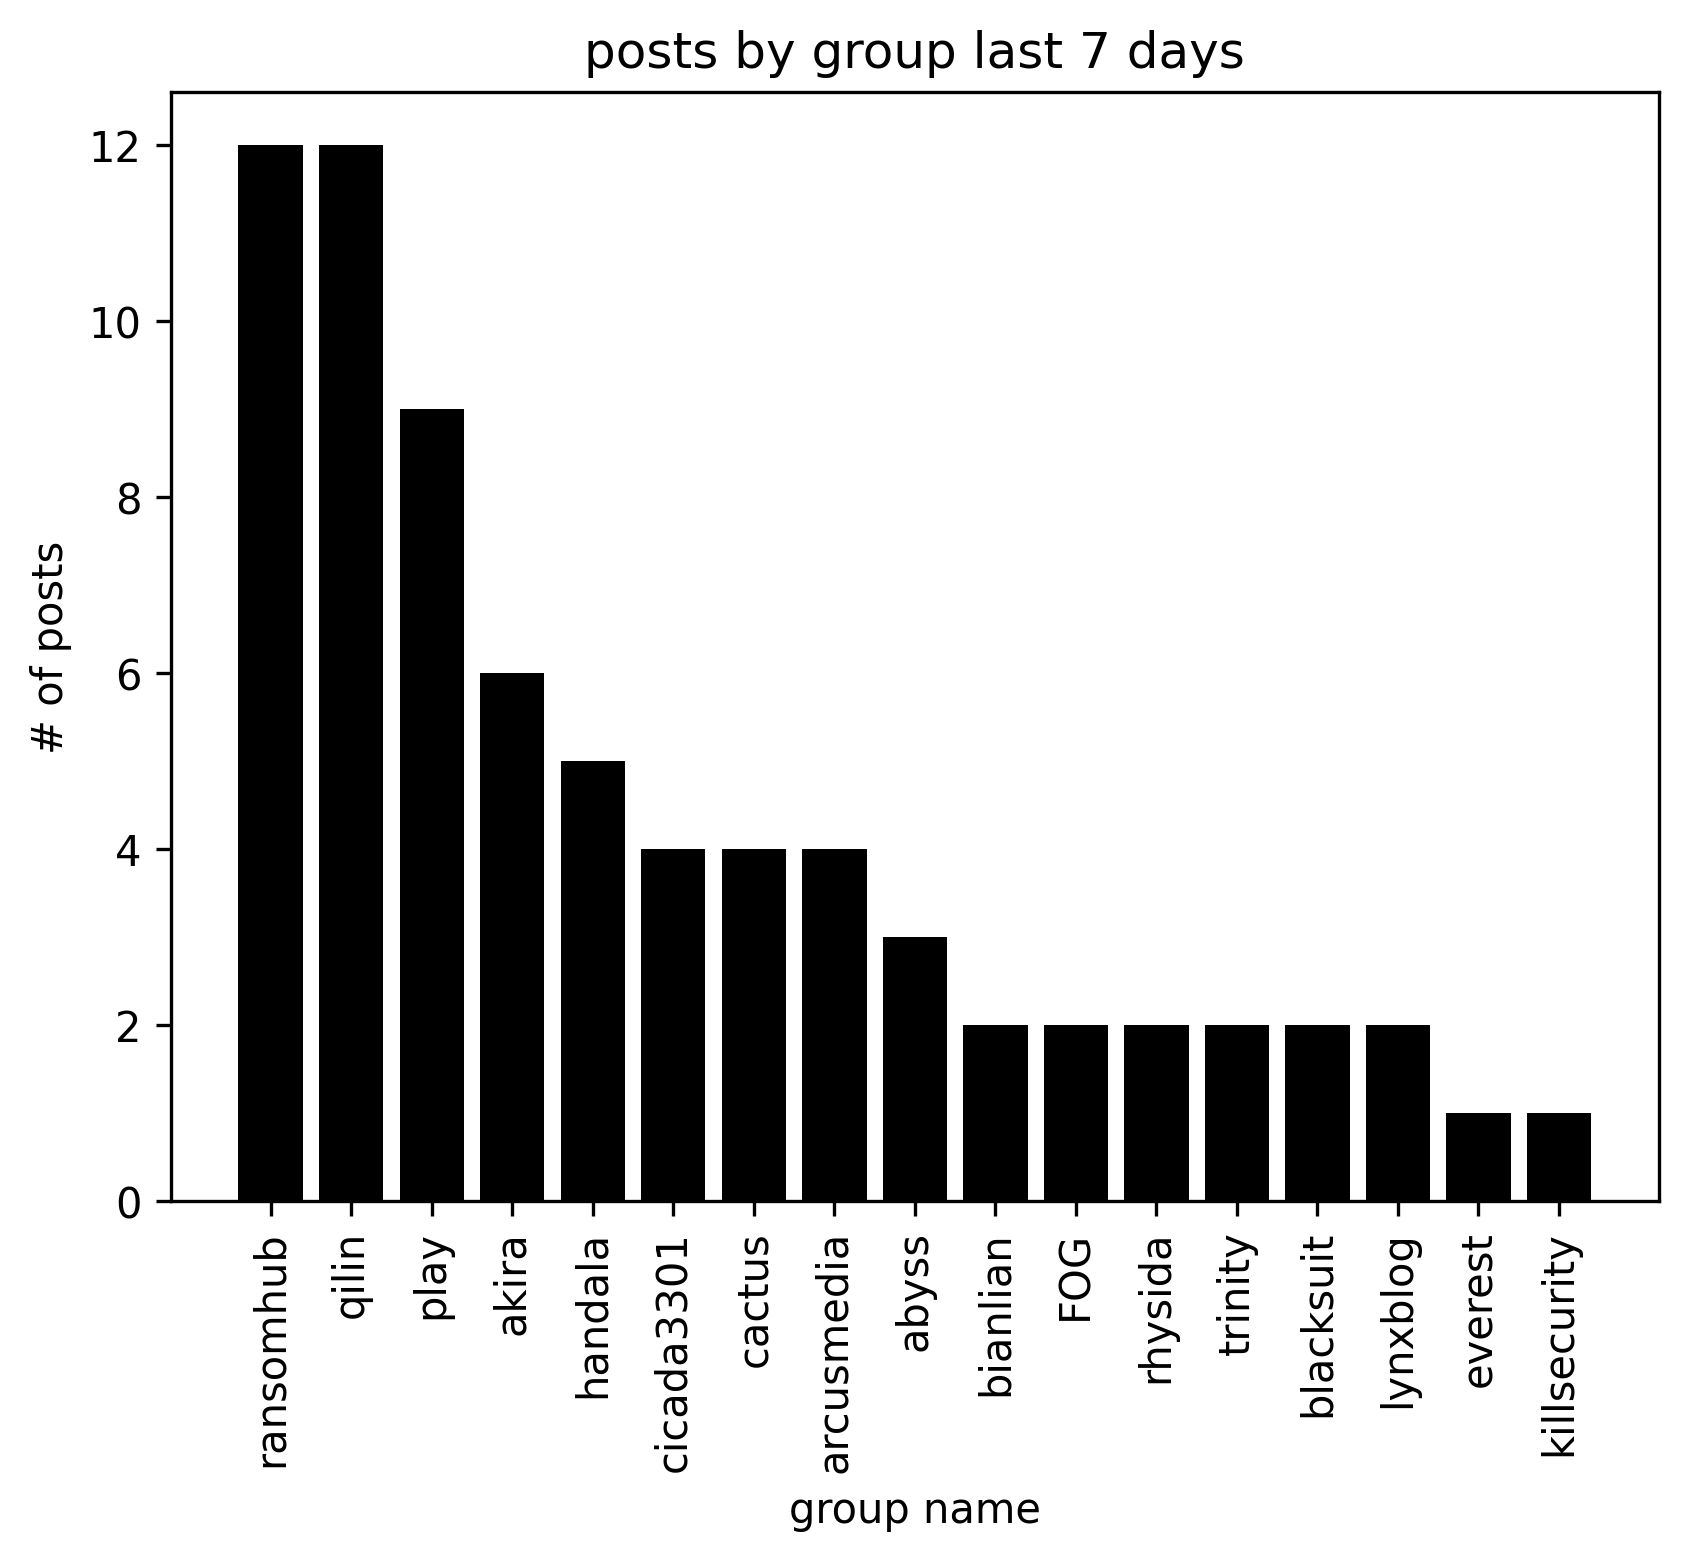 posts by group last 7 days
12
10
8
6
4
2
0
# of posts
ransomhub
qilin
play
akira
handala
cicada3301
cactus
arcusmedia
abyss
bianlian
FOG
rhysida
trinity
blacksuit
lynxblog
everest
killsecurity
group name